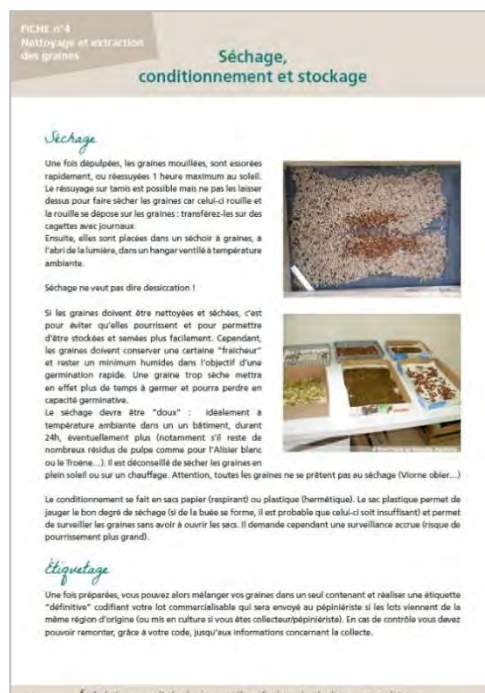 FICHE n°4
Nettoyage et extraction
des graines
Séchage,
conditionnement et stockage
Séchage
Une fois dépulpées, les graines mouillées, sont essorées
rapidement, ou réessuyées 1 heure maximum au soleil.
Le réssuyage sur tamis est possible mais ne pas les laisser
dessus pour faire sécher les graines car celui-ci rouille et
la rouille se dépose sur les graines : transférez-les sur des
cagettes avec journaux
Ensuite, elles sont placées dans un séchoir à graines, à
l'abri de la lumière, dans un hangar ventilé à température
ambiante.
Séchage ne veut pas dire dessiccation !
Si les graines doivent être nettoyées et séchées, c'est
pour éviter qu'elles pourrissent et pour permettre
d'être stockées et semées plus facilement. Cependant,
les graines doivent conserver une certaine "fraîcheur"
et rester un minimum humides dans l'objectif d'une
germination rapide. Une graine trop sèche mettra
en effet plus de temps à germer et pourra perdre en
capacité germinative.
Le séchage devra être "doux" : idéalement à
température ambiante dans un un bâtiment, durant
24h, éventuellement plus (notamment s'il reste de
nombreux résidus de pulpe comme pour l'Alisier blanc
ou le Troène...). Il est déconseillé de sécher les graines en
plein soleil ou sur un chauffage. Attention, toutes les graines ne se prêtent pas au séchage (Viorne obier...)
Le conditionnement se fait en sacs papier (respirant) ou plastique (hermétique). Le sac plastique permet de
jauger le bon degré de séchage (si de la buée se forme, il est probable que celui-ci soit insuffisant) et permet
de surveiller les graines sans avoir à ouvrir les sacs. Il demande cependant une surveillance accrue (risque de
pourrissement plus grand).
Étiquetage
Une fois préparées, vous pouvez alors mélanger vos graines dans un seul contenant et réaliser une étiquette
"définitive" codifiant votre lot commercialisable qui sera envoyé au pépiniériste si les lots viennent de la
même région d'origine (ou mis en culture si vous êtes collecteur/pépiniériste). En cas de contrôle vous devez
pouvoir remonter, grâce à votre code, jusqu'aux informations concernant la collecte.